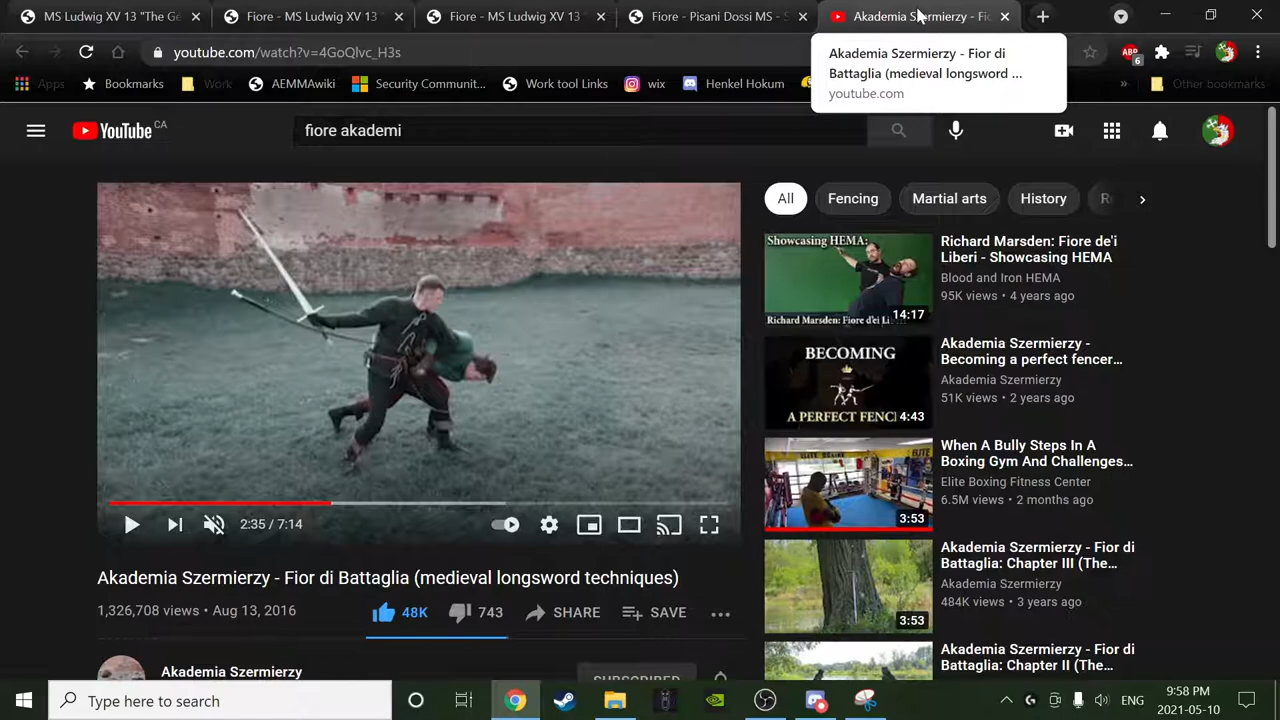 MS Ludwig XV 13 "The Ge
Fiore - MS Ludwig XV 13
Fiore - MS Ludwig XV 13
Fiore - Pisani Dossi MS - S
Akademia Szermierzy - Fio
youtube.com/watch?v=4GoQlvc_H3s
ABP
6
Akademia Szermierzy - Fior di
Battaglia (medieval longsword ...
youtube.com
Apps
Bookmarks
Work
AEMMAwiki
Security Community...
Work tool Links
wix
Henkel Hokum
»
Other bookmarks
YouTube CA
fiore akademi
All
Fencing
Martial arts
History
Showcasing HEMA:
Richard Marsden: Fiore d'ei Li
14:17
Richard Marsden: Fiore de'i
Liberi - Showcasing HEMA
Blood and Iron HEMA
95K views • 4 years ago
BECOMING
A PERFECT FENC
4:43
Akademia Szermierzy -
Becoming a perfect fencer...
Akademia Szermierzy
51K views • 2 years ago
ELITE
3:53
When A Bully Steps In A
Boxing Gym And Challenges...
Elite Boxing Fitness Center
6.5M views • 2 months ago
3:53
Akademia Szermierzy - Fior di
Battaglia: Chapter III (The...
Akademia Szermierzy
484K views • 3 years ago
Akademia Szermierzy - Fior di
Battaglia: Chapter II (The...
2:35 / 7:14
Akademia Szermierzy - Fior di Battaglia (medieval longsword techniques)
1,326,708 views • Aug 13, 2016
48K
743
SHARE
SAVE
Akademia Szermierzy
SUBSCRIBED
Type here to search
ENG
9:58 PM
2021-05-10